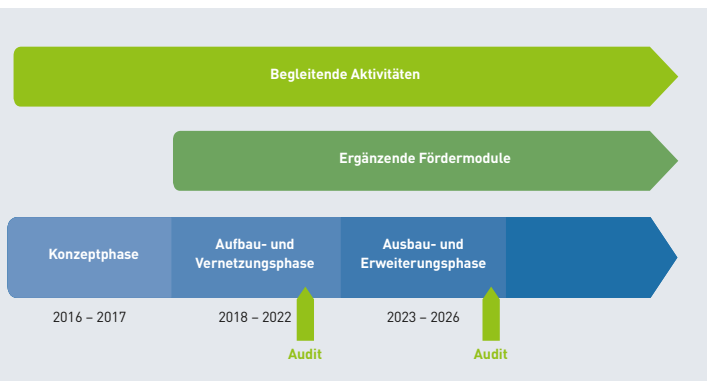 Begleitende Aktivitäten
Ergänzende Fördermodule
Konzeptphase
Aufbau- und
Vernetzungsphase
Ausbau- und
Erweiterungsphase
2016 – 2017
2018 – 2022
2023 – 2026
Audit
Audit